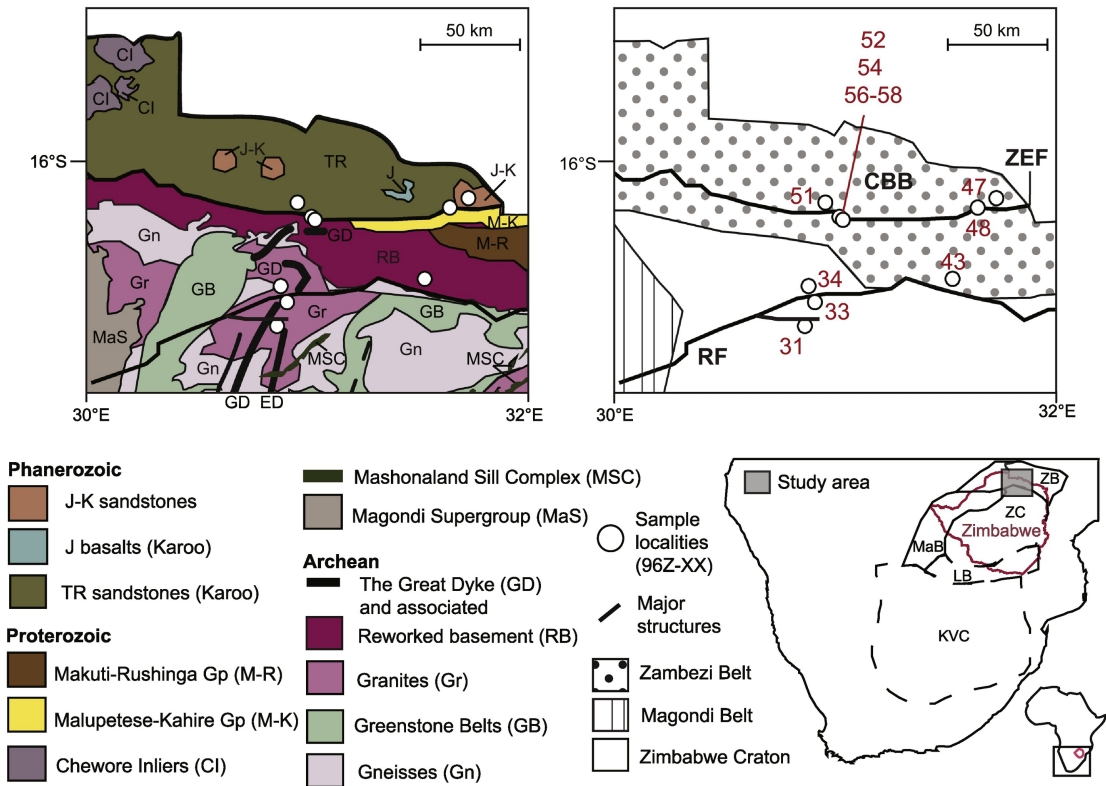 50 km
CI
CI
CI
J-K
TR
J
J-K
16°S
M-K
GD
M-R
Gn
RB
GD
Gr
GB
Gr
GB
MaS
Gn
MSC
Gn
MSC
30°E
GD
ED
32°E
50 km
52
54
56-58
16°S
ZEF
CBB
47
51
48
43
34
33
31
RF
30°E
32°E
Phanerozoic
J-K sandstones
J basalts (Karoo)
TR sandstones (Karoo)
Proterozoic
Makuti-Rushinga Gp (M-R)
Malupetese-Kahire Gp (M-K)
Chewore Inliers (CI)
Mashonaland Sill Complex (MSC)
Magondi Supergroup (MaS)
Archean
The Great Dyke (GD)
and associated
Reworked basement (RB)
Granites (Gr)
Greenstone Belts (GB)
Gneisses (Gn)
Sample
localities
(96Z-XX)
Major
structures
Zambezi Belt
Magondi Belt
Zimbabwe Craton
Study area
ZB
ZC
Zimbabwe
MaB
LB
KVC